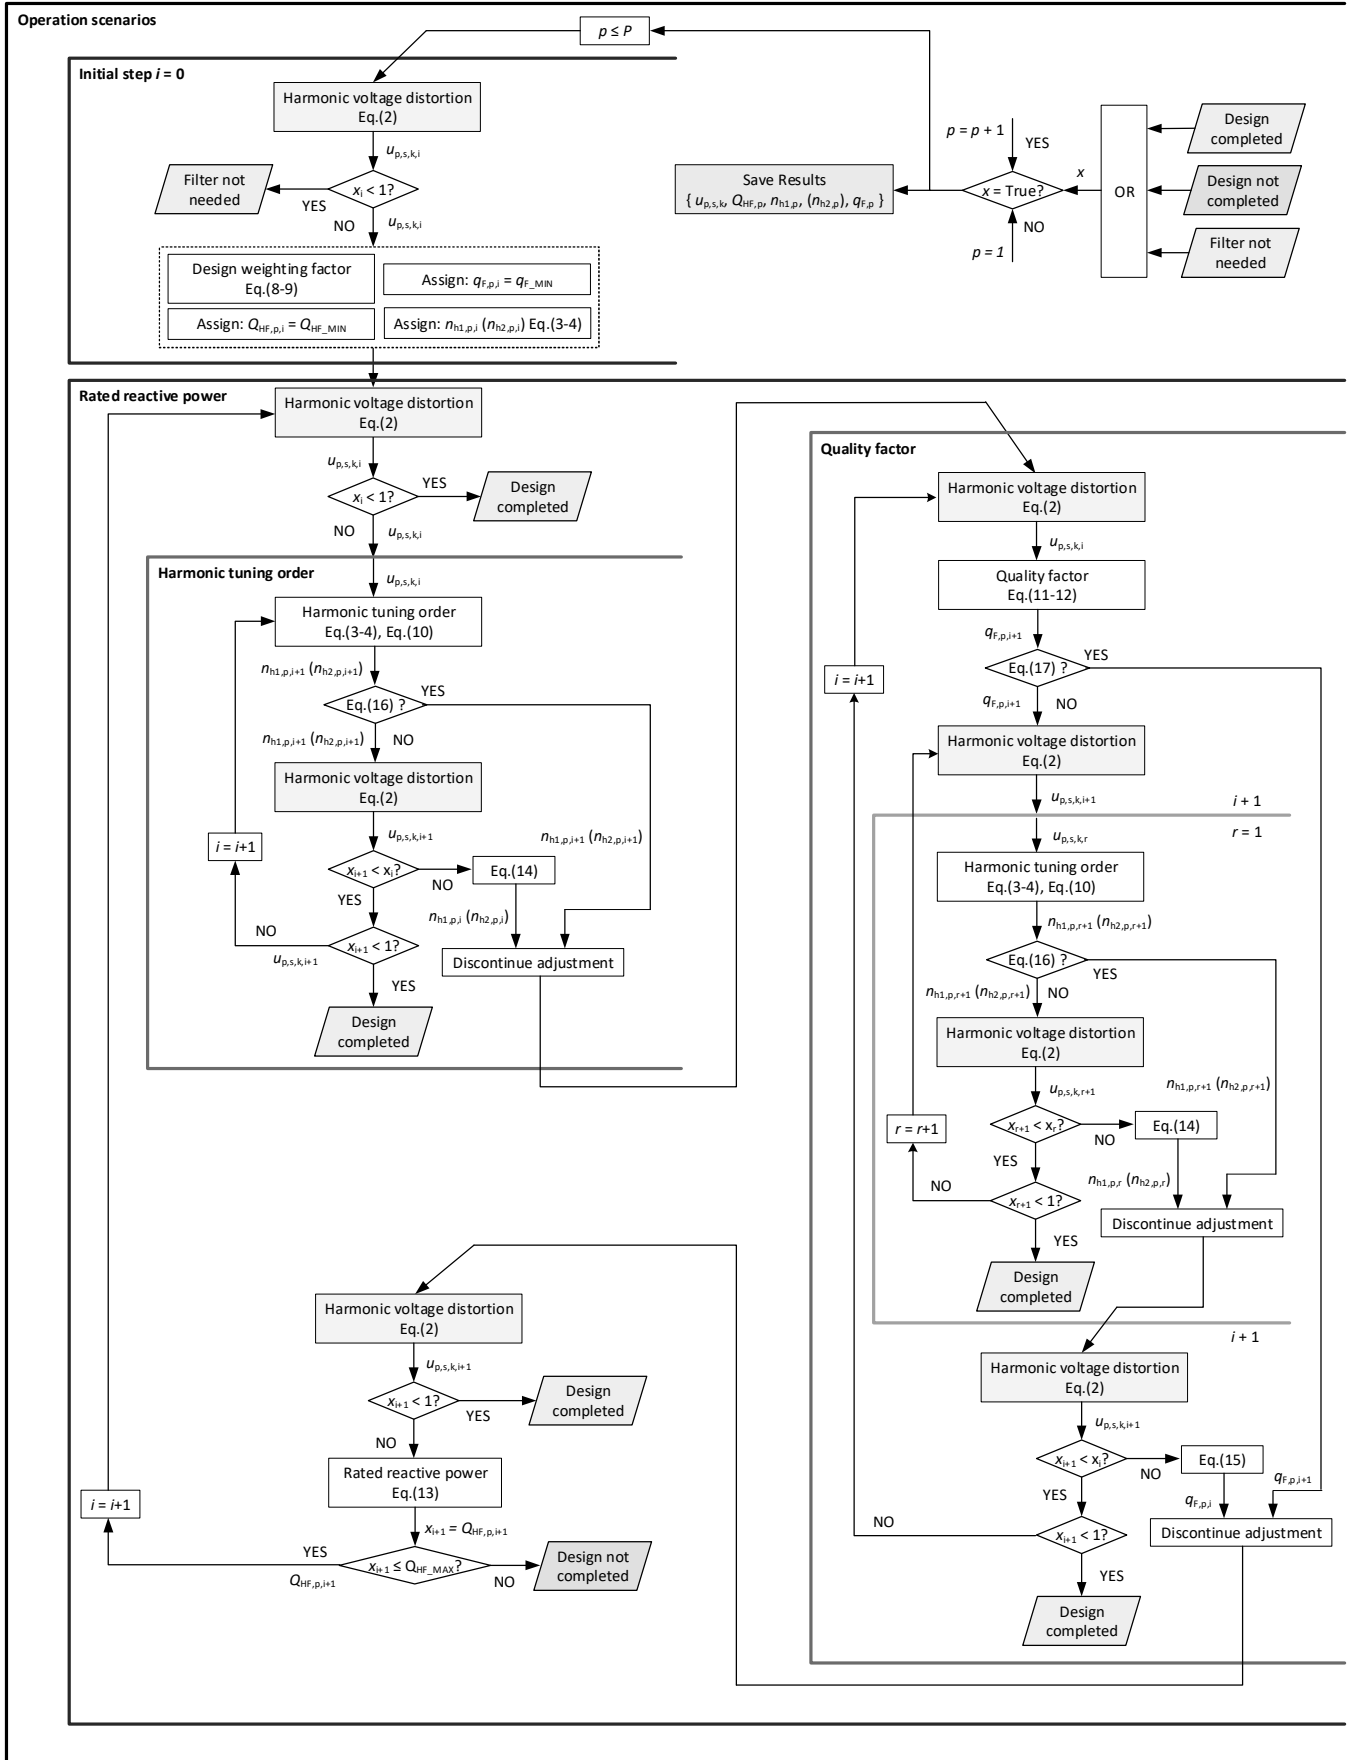 Operation scenarios
p ≤ P
Initial step i = 0
Harmonic voltage distortion
Eq.(2)
u_p,s,k,i
Filter not
needed
x_i < 1?
YES
NO
u_p,s,k,i
Design weighting factor
Eq.(8-9)
Assign: q_F,p,i = q_F_MIN
Assign: Q_HF,p,i = Q_HF_MIN
Assign: n_h1,p,i (n_h2,p,i) Eq.(3-4)
p = p + 1
YES
Save Results
{ u_p,s,k, Q_HF,p, n_h1,p, (n_h2,p), q_F,p }
x = True?
x
OR
NO
p = 1
Design
completed
Design not
completed
Filter not
needed
Rated reactive power
Harmonic voltage distortion
Eq.(2)
u_p,s,k,i
x_i < 1?
YES
Design
completed
NO
u_p,s,k,i
Harmonic tuning order
u_p,s,k,i
Harmonic tuning order
Eq.(3-4), Eq.(10)
n_h1,p,i+1 (n_h2,p,i+1)
Eq.(16) ?
YES
n_h1,p,i+1 (n_h2,p,i+1)
NO
Harmonic voltage distortion
Eq.(2)
u_p,s,k,i+1
n_h1,p,i+1 (n_h2,p,i+1)
i = i+1
x_i+1 < x_i?
NO
Eq.(14)
YES
n_h1,p,i (n_h2,p,i)
NO
x_i+1 < 1?
u_p,s,k,i+1
Discontinue adjustment
YES
Design
completed
Quality factor
Harmonic voltage distortion
Eq.(2)
u_p,s,k,i
Quality factor
Eq.(11-12)
q_F,p,i+1
Eq.(17) ?
YES
i = i+1
q_F,p,i+1
NO
Harmonic voltage distortion
Eq.(2)
u_p,s,k,i+1
i + 1
r = 1
u_p,s,k,r
Harmonic tuning order
Eq.(3-4), Eq.(10)
n_h1,p,r+1 (n_h2,p,r+1)
Eq.(16) ?
YES
n_h1,p,r+1 (n_h2,p,r+1)
NO
Harmonic voltage distortion
Eq.(2)
u_p,s,k,r+1
n_h1,p,r+1 (n_h2,p,r+1)
r = r+1
x_r+1 < x_r?
NO
Eq.(14)
YES
n_h1,p,r (n_h2,p,r)
NO
x_r+1 < 1?
Discontinue adjustment
YES
Design
completed
i + 1
Harmonic voltage distortion
Eq.(2)
u_p,s,k,i+1
x_i+1 < x_i?
NO
Eq.(15)
YES
q_F,p,i
q_F,p,i+1
NO
x_i+1 < 1?
Discontinue adjustment
YES
Design
completed
Harmonic voltage distortion
Eq.(2)
u_p,s,k,i+1
x_i+1 < 1?
YES
Design
completed
NO
Rated reactive power
Eq.(13)
i = i+1
x_i+1 = Q_HF,p,i+1
YES
Q_HF,p,i+1
x_i+1 ≤ Q_HF_MAX?
NO
Design not
completed